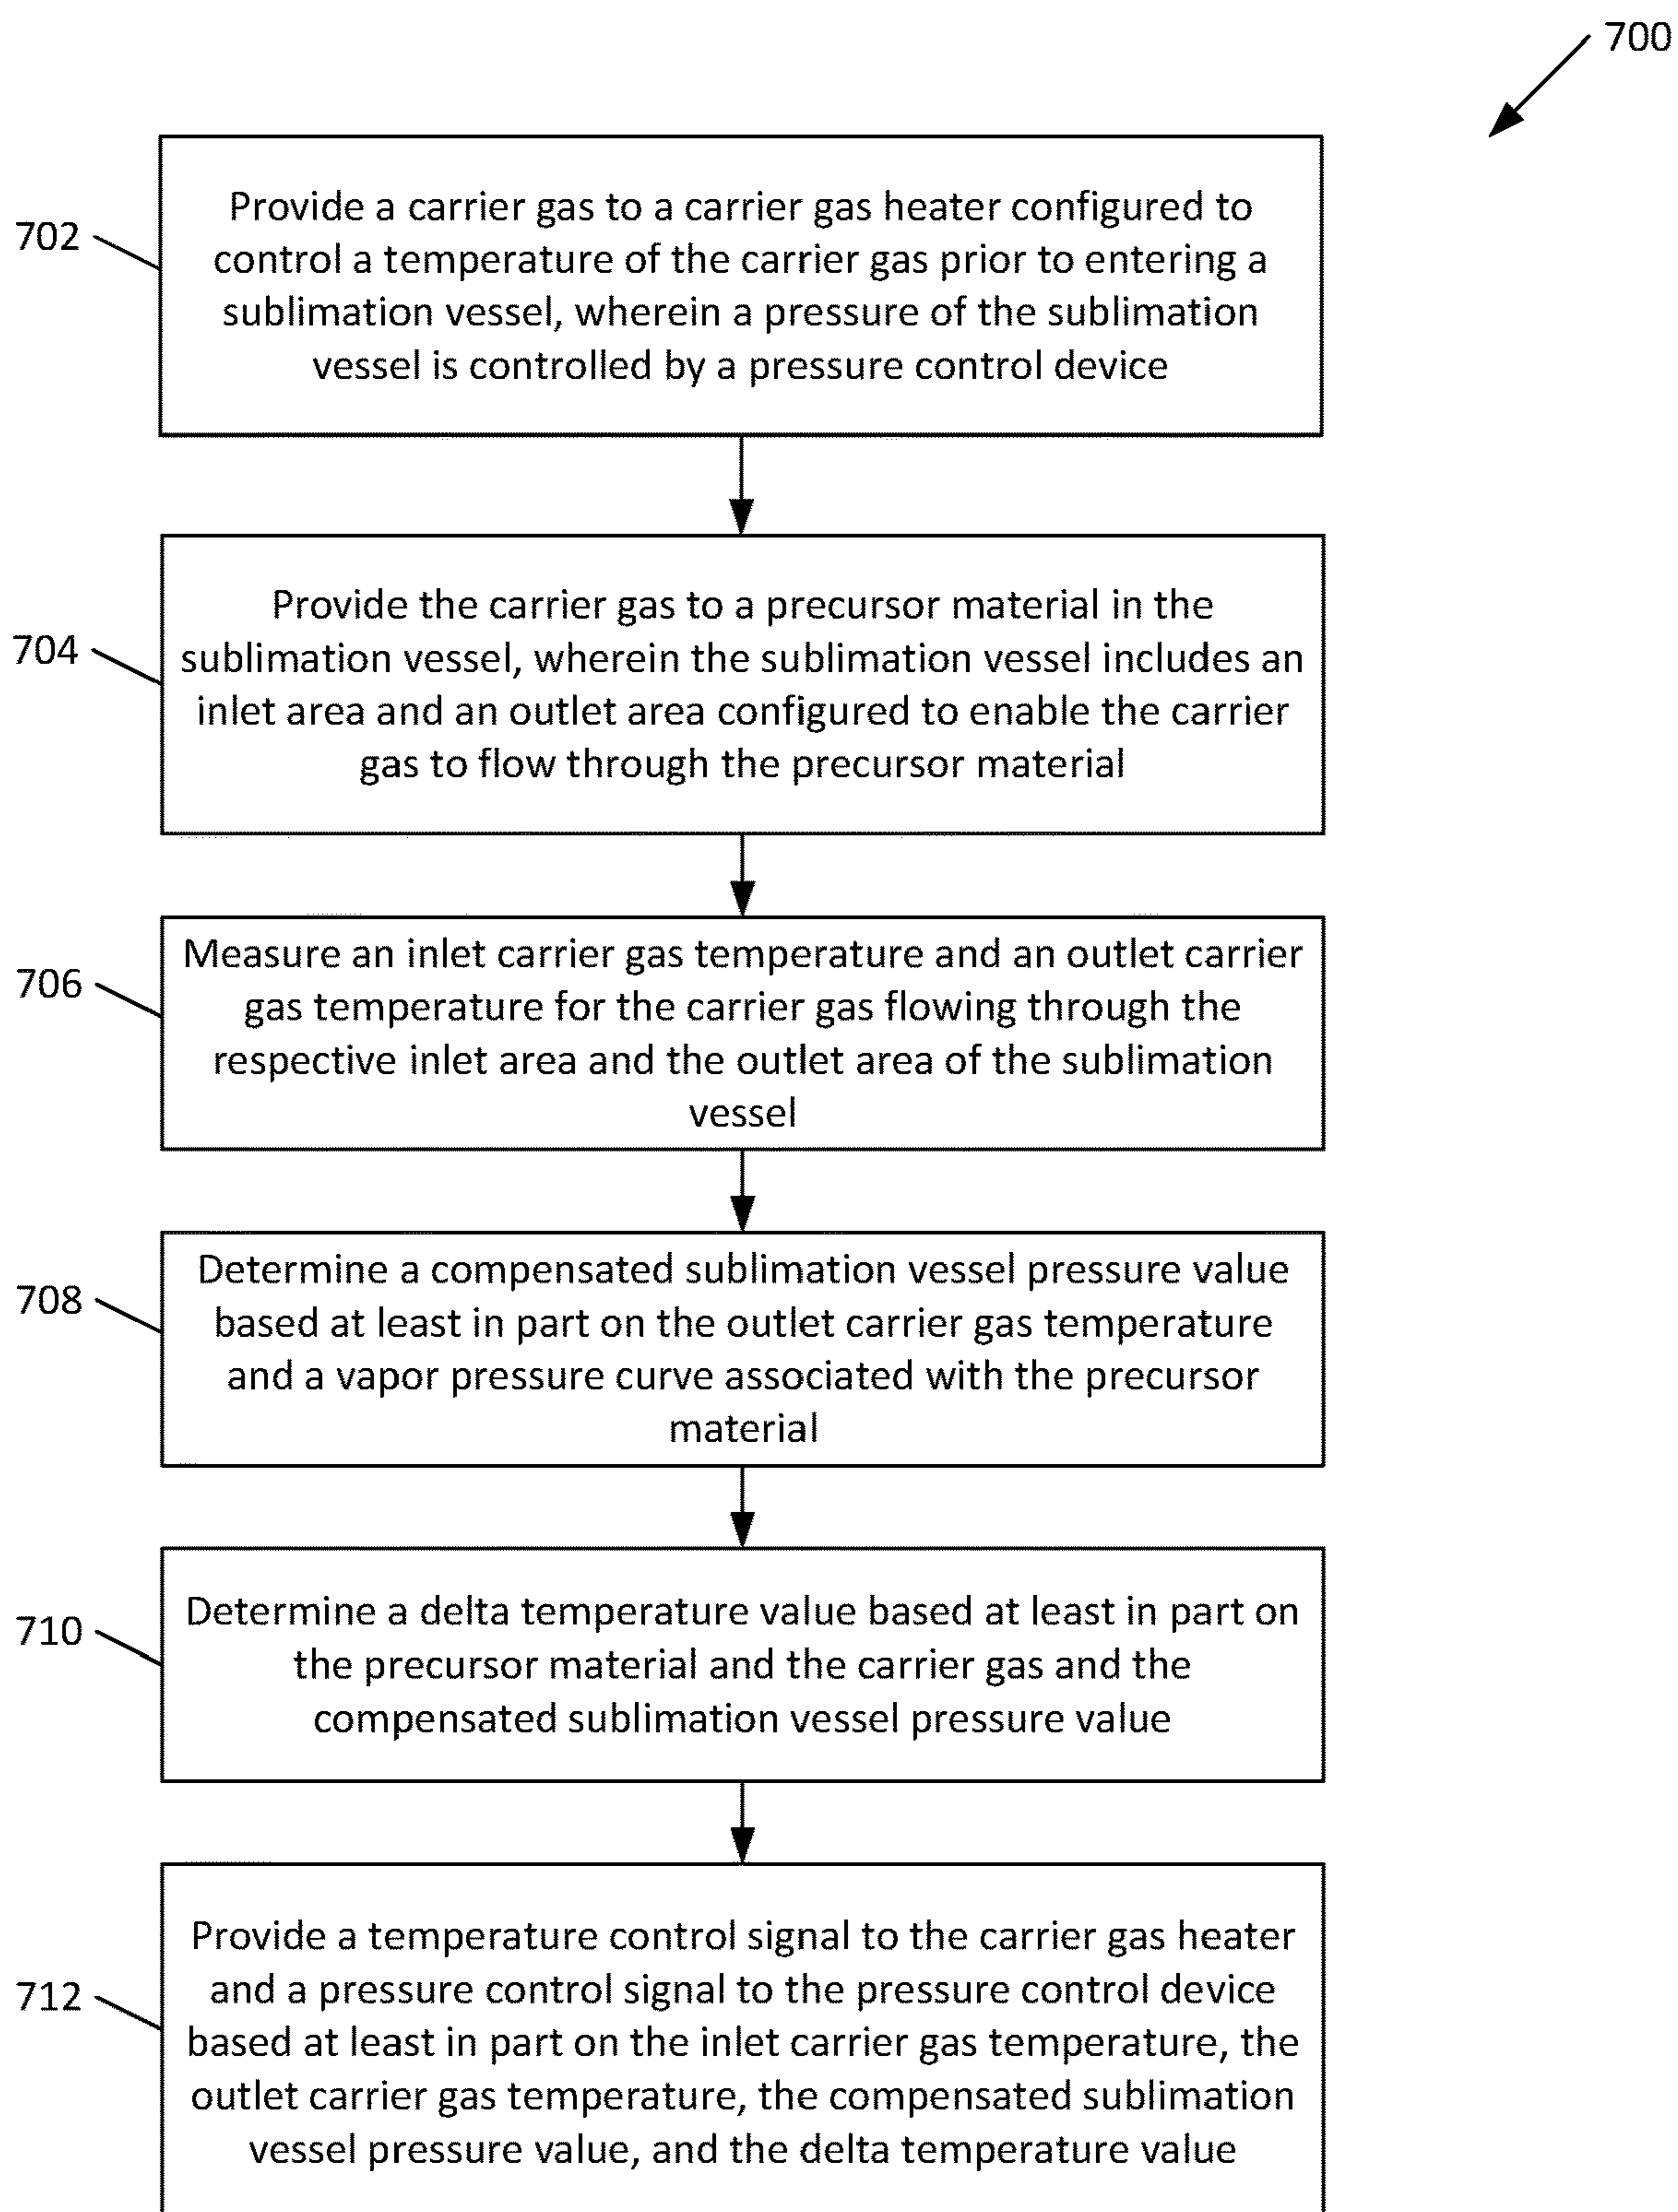 700
702
Provide a carrier gas to a carrier gas heater configured to
control a temperature of the carrier gas prior to entering a
sublimation vessel, wherein a pressure of the sublimation
vessel is controlled by a pressure control device
704
Provide the carrier gas to a precursor material in the
sublimation vessel, wherein the sublimation vessel includes an
inlet area and an outlet area configured to enable the carrier
gas to flow through the precursor material
706
Measure an inlet carrier gas temperature and an outlet carrier
gas temperature for the carrier gas flowing through the
respective inlet area and the outlet area of the sublimation
vessel
708
Determine a compensated sublimation vessel pressure value
based at least in part on the outlet carrier gas temperature
and a vapor pressure curve associated with the precursor
material
710
Determine a delta temperature value based at least in part on
the precursor material and the carrier gas and the
compensated sublimation vessel pressure value
712
Provide a temperature control signal to the carrier gas heater
and a pressure control signal to the pressure control device
based at least in part on the inlet carrier gas temperature, the
outlet carrier gas temperature, the compensated sublimation
vessel pressure value, and the delta temperature value